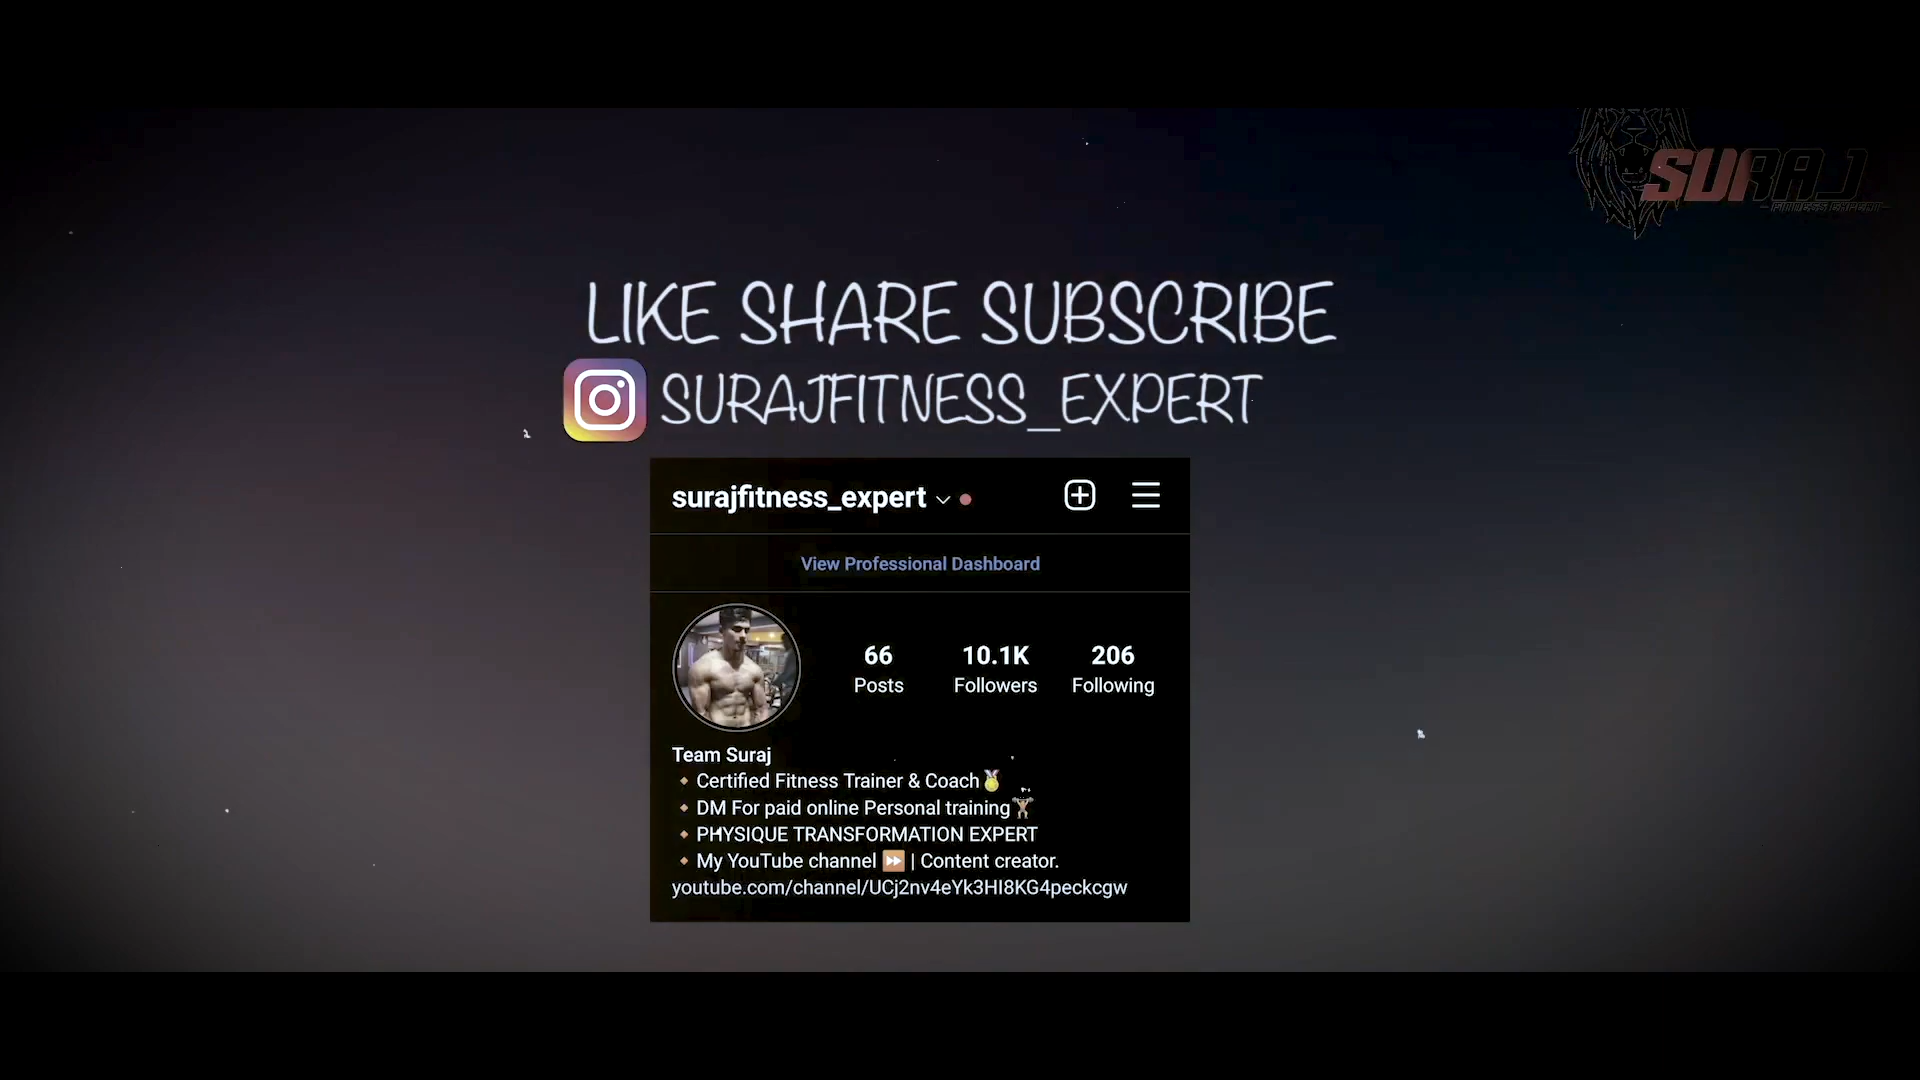 SURAJ
FITNESS EXPERT
LIKE SHARE SUBSCRIBE
SURAJFITNESS_EXPERT
surajfitness_expert
View Professional Dashboard
66
Posts
10.1K
Followers
206
Following
Team Suraj
🔸Certified Fitness Trainer & Coach🏅
🔸DM For paid online Personal training🏋
🔸PHYSIQUE TRANSFORMATION EXPERT
🔸My YouTube channel ⏩ | Content creator.
youtube.com/channel/UCj2nv4eYk3HI8KG4peckcgw